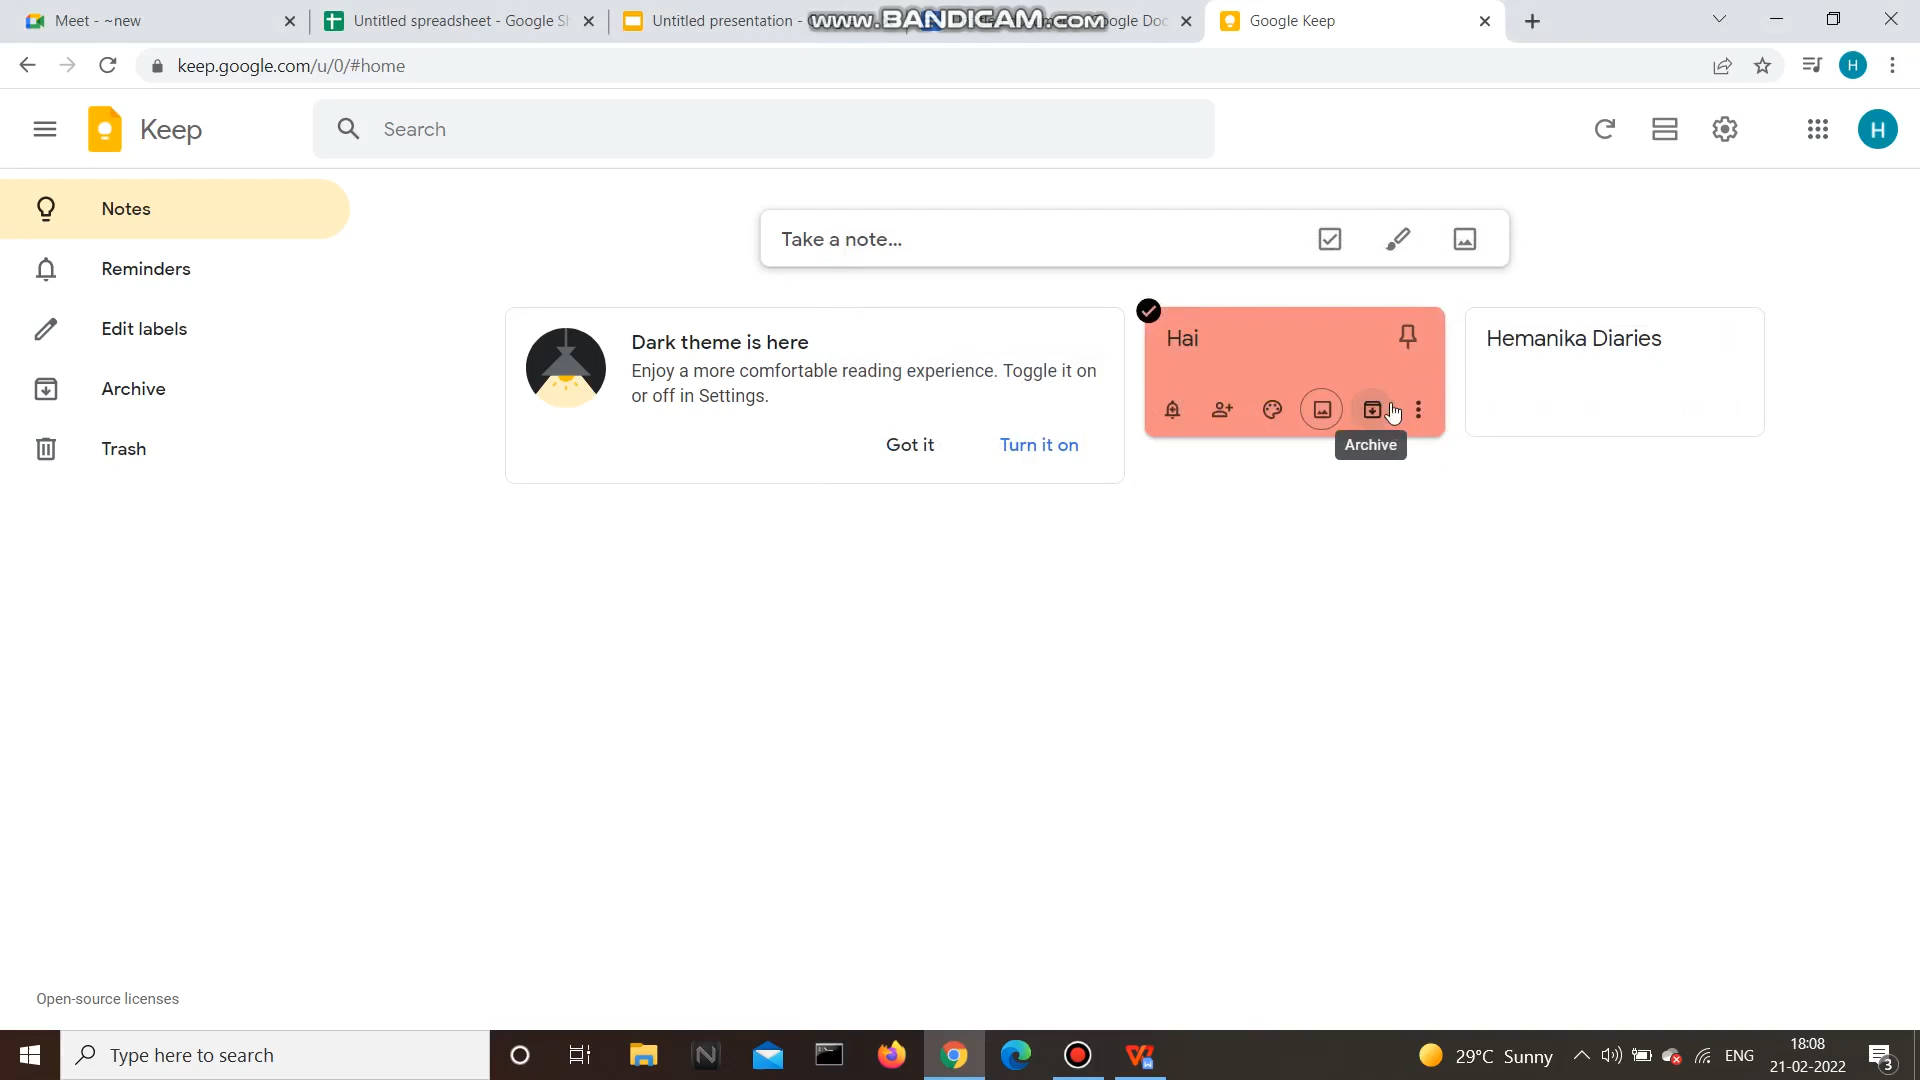 Meet - ~new
Untitled spreadsheet - Google Sh
Untitled presentation -
www.BANDICAM.com
Google Doc
Google Keep
keep.google.com/u/0/#home
H
Keep
Search
H
Notes
Reminders
Edit labels
Archive
Trash
Take a note...
Dark theme is here
Enjoy a more comfortable reading experience. Toggle it on
or off in Settings.
Got it
Turn it on
Hai
Archive
Hemanika Diaries
Open-source licenses
Type here to search
29°C Sunny
ENG
18:08
21-02-2022
3